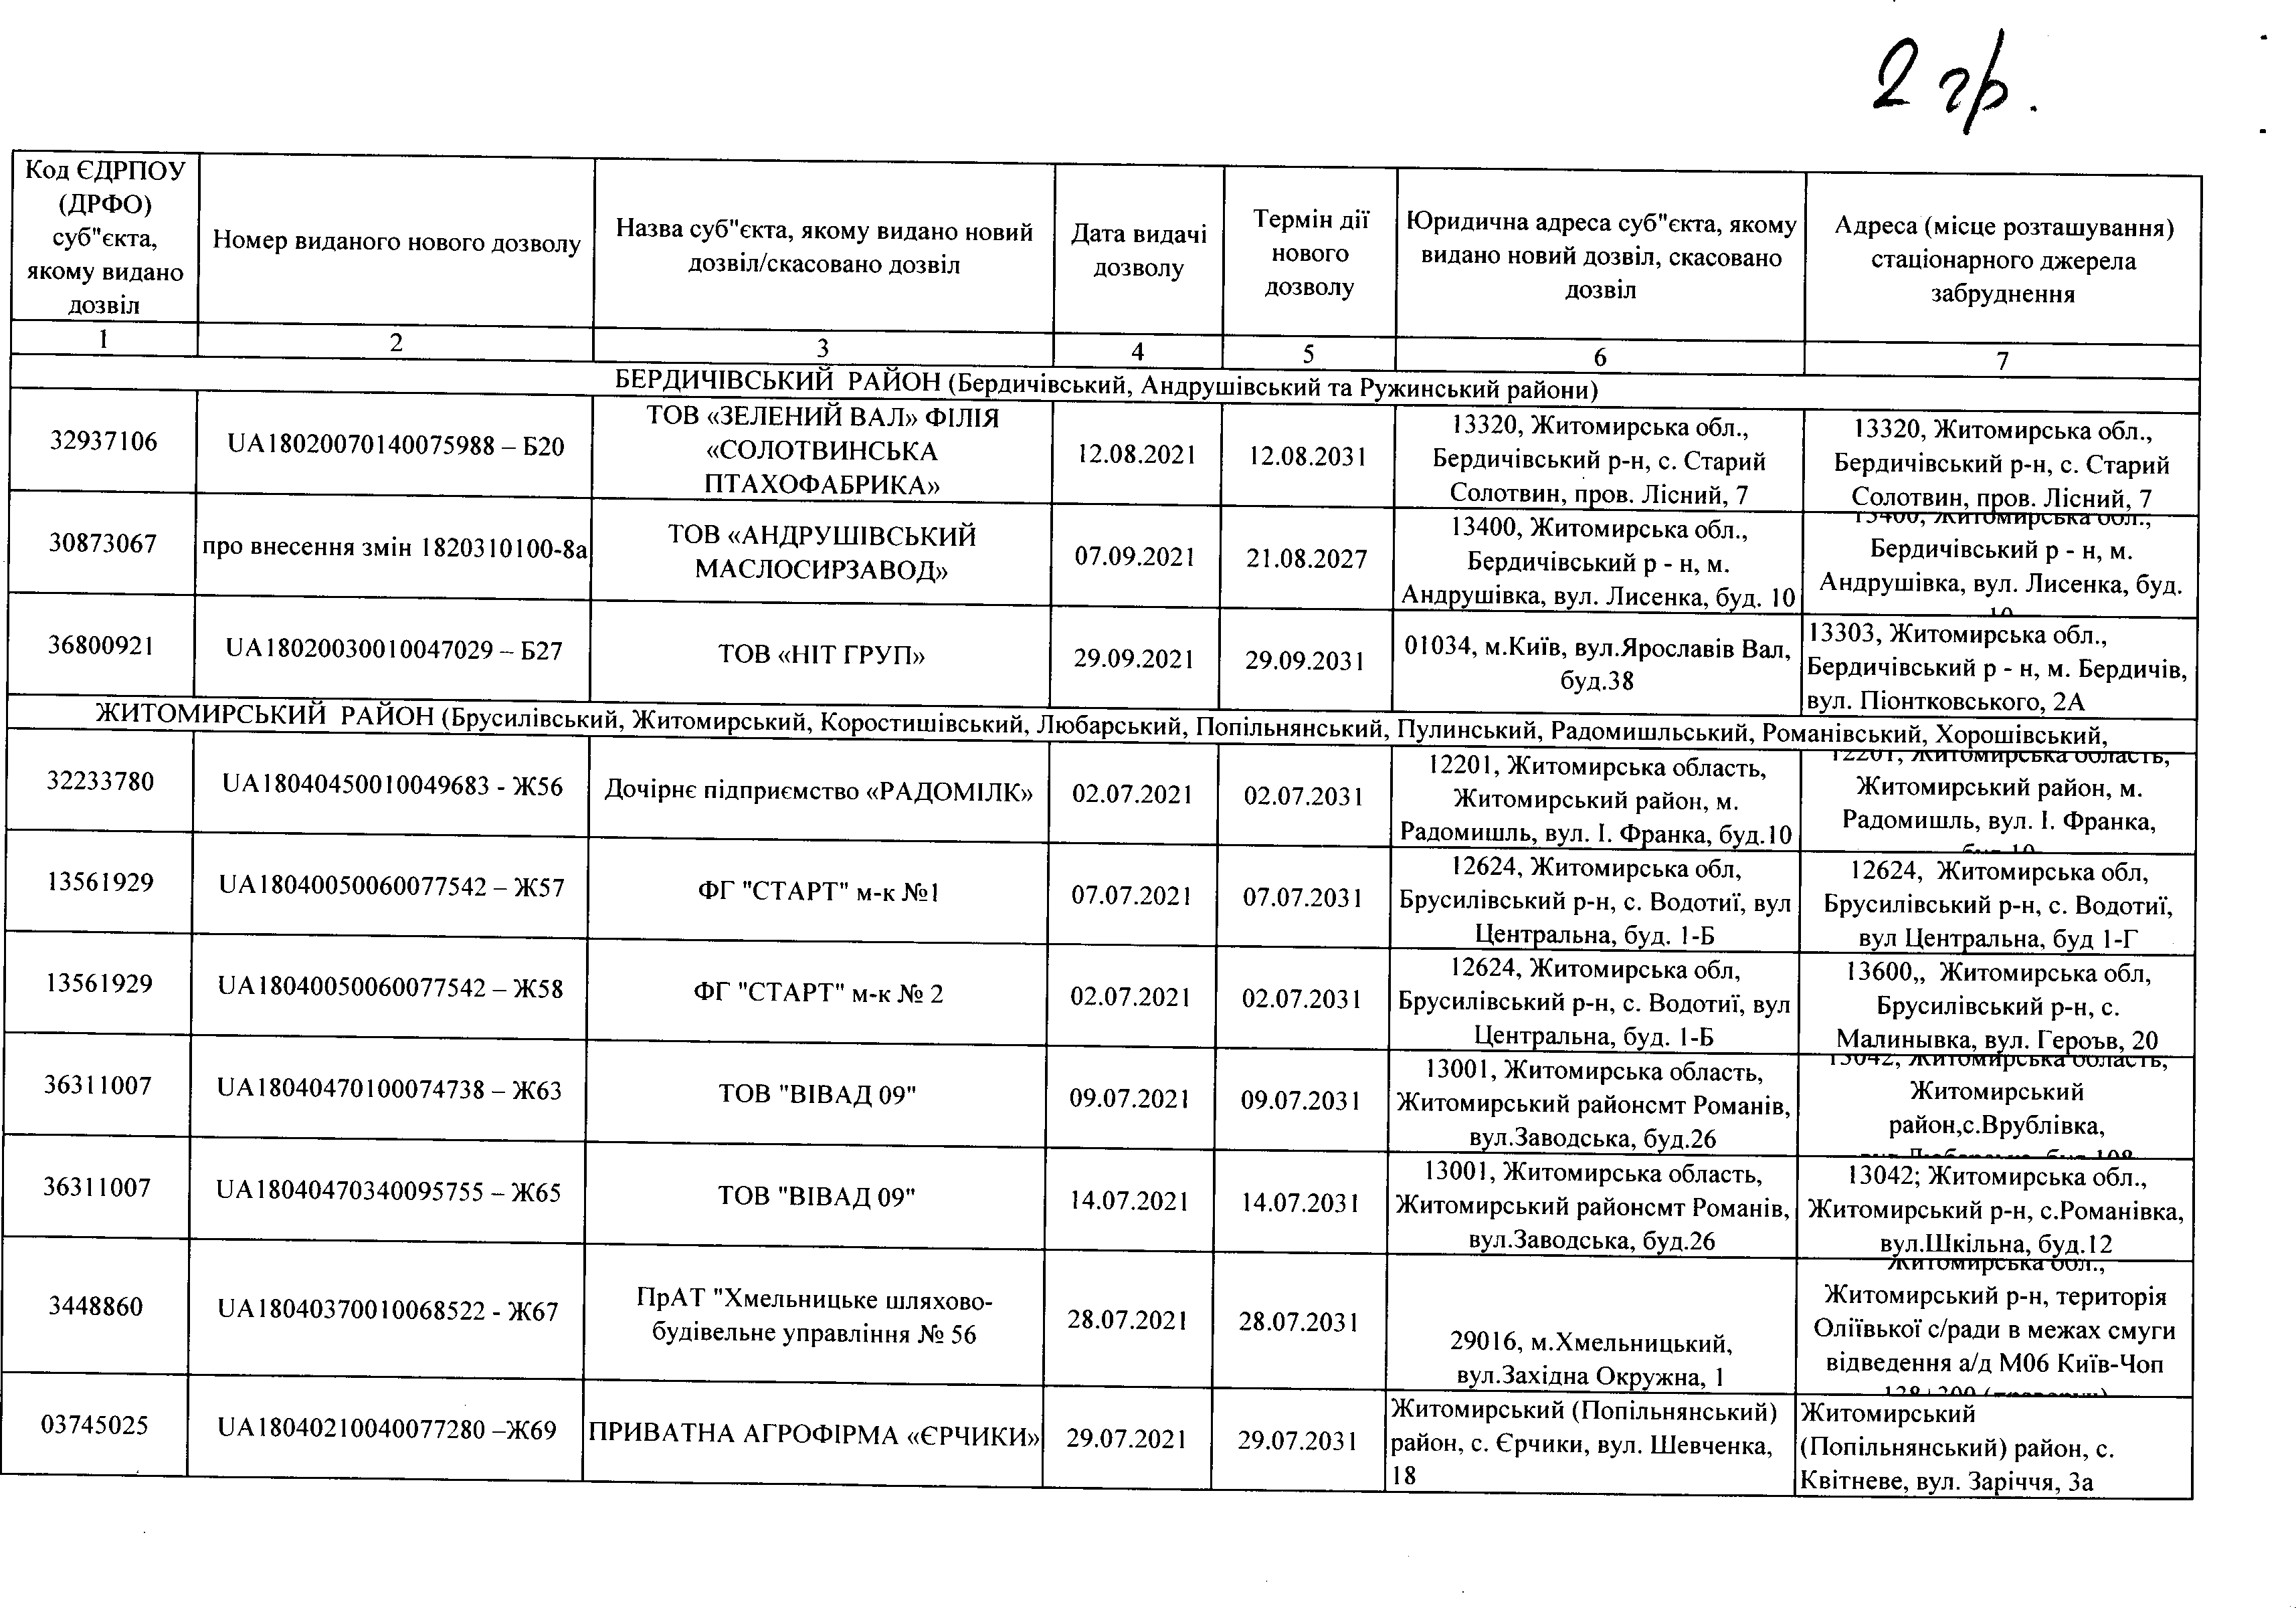 2 гр.
Код ЄДРПОУ
(ДРФО)
суб"єкта,
якому видано
дозвіл
Номер виданого нового дозволу
Назва суб"єкта, якому видано новий
дозвіл/скасовано дозвіл
Дата видачі
дозволу
Термін дії
нового
дозволу
Юридична адреса суб"єкта, якому
видано новий дозвіл, скасовано
дозвіл
Адреса (місце розташування)
стаціонарного джерела
забруднення
1
2
3
4
5
6
7
БЕРДИЧІВСЬКИЙ РАЙОН (Бердичівський, Андрушівський та Ружинський райони)
32937106
UA18020070140075988 – Б20
ТОВ «ЗЕЛЕНИЙ ВАЛ» ФІЛІЯ
«СОЛОТВИНСЬКА
ПТАХОФАБРИКА»
12.08.2021
12.08.2031
13320, Житомирська обл.,
Бердичівський р-н, с. Старий
Солотвин, пров. Лісний, 7
13320, Житомирська обл.,
Бердичівський р-н, с. Старий
Солотвин, пров. Лісний, 7
30873067
про внесення змін 1820310100-8а
ТОВ «АНДРУШІВСЬКИЙ
МАСЛОСИРЗАВОД»
07.09.2021
21.08.2027
13400, Житомирська обл.,
Бердичівський р - н, м.
Андрушівка, вул. Лисенка, буд. 10
13400, Житомирська обл.,
Бердичівський р - н, м.
Андрушівка, вул. Лисенка, буд.
10
36800921
UA18020030010047029 – Б27
ТОВ «НІТ ГРУП»
29.09.2021
29.09.2031
01034, м.Київ, вул.Ярославів Вал,
буд.38
13303, Житомирська обл.,
Бердичівський р - н, м. Бердичів,
вул. Піонтковського, 2А
ЖИТОМИРСЬКИЙ РАЙОН (Брусилівський, Житомирський, Коростишівський, Любарський, Попільнянський, Пулинський, Радомишльський, Романівський, Хорошівський,
32233780
UA18040450010049683 - Ж56
Дочірнє підприємство «РАДОМІЛК»
02.07.2021
02.07.2031
12201, Житомирська область,
Житомирський район, м.
Радомишль, вул. І. Франка, буд.10
12201, Житомирська область,
Житомирський район, м.
Радомишль, вул. І. Франка,
буд.10
13561929
UA18040050060077542 – Ж57
ФГ "СТАРТ" м-к №1
07.07.2021
07.07.2031
12624, Житомирська обл,
Брусилівський р-н, с. Водотиї, вул
Центральна, буд. 1-Б
12624, Житомирська обл,
Брусилівський р-н, с. Водотиї,
вул Центральна, буд 1-Г
13561929
UA18040050060077542 – Ж58
ФГ "СТАРТ" м-к № 2
02.07.2021
02.07.2031
12624, Житомирська обл,
Брусилівський р-н, с. Водотиї, вул
Центральна, буд. 1-Б
13600,, Житомирська обл,
Брусилівський р-н, с.
Малинывка, вул. Героъв, 20
36311007
UA18040470100074738 – Ж63
ТОВ "ВІВАД 09"
09.07.2021
09.07.2031
13001, Житомирська область,
Житомирський районсмт Романів,
вул.Заводська, буд.26
13042, Житомирська область,
Житомирський
район,с.Врублівка,
36311007
UA18040470340095755 – Ж65
ТОВ "ВІВАД 09"
14.07.2021
14.07.2031
13001, Житомирська область,
Житомирський районсмт Романів,
вул.Заводська, буд.26
13042; Житомирська обл.,
Житомирський р-н, с.Романівка,
вул.Шкільна, буд.12
3448860
UA18040370010068522 - Ж67
ПрАТ "Хмельницьке шляхово-
будівельне управління № 56
28.07.2021
28.07.2031
29016, м.Хмельницький,
вул.Західна Окружна, 1
Житомирська обл.,
Житомирський р-н, територія
Оліївької с/ради в межах смуги
відведення а/д М06 Київ-Чоп
03745025
UA18040210040077280 –Ж69
ПРИВАТНА АГРОФІРМА «ЄРЧИКИ»
29.07.2021
29.07.2031
Житомирський (Попільнянський)
район, с. Єрчики, вул. Шевченка,
18
Житомирський
(Попільнянський) район, с.
Квітневе, вул. Заріччя, 3а